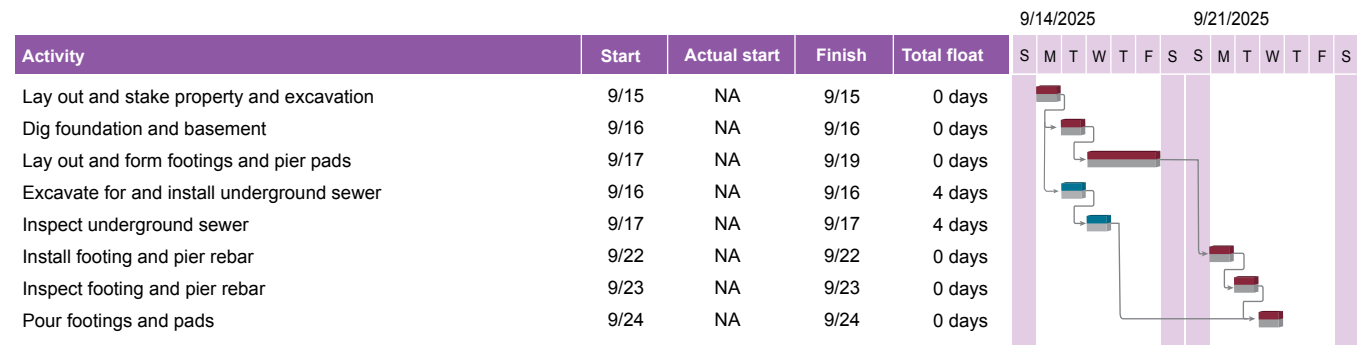 9/14/2025 9/21/2025
Activity Start Actual start Finish Total float S M T W T F S S M T W T F S
Lay out and stake property and excavation 9/15 NA 9/15 0 days
Dig foundation and basement 9/16 NA 9/16 0 days
Lay out and form footings and pier pads 9/17 NA 9/19 0 days
Excavate for and install underground sewer 9/16 NA 9/16 4 days
Inspect underground sewer 9/17 NA 9/17 4 days
Install footing and pier rebar 9/22 NA 9/22 0 days
Inspect footing and pier rebar 9/23 NA 9/23 0 days
Pour footings and pads 9/24 NA 9/24 0 days